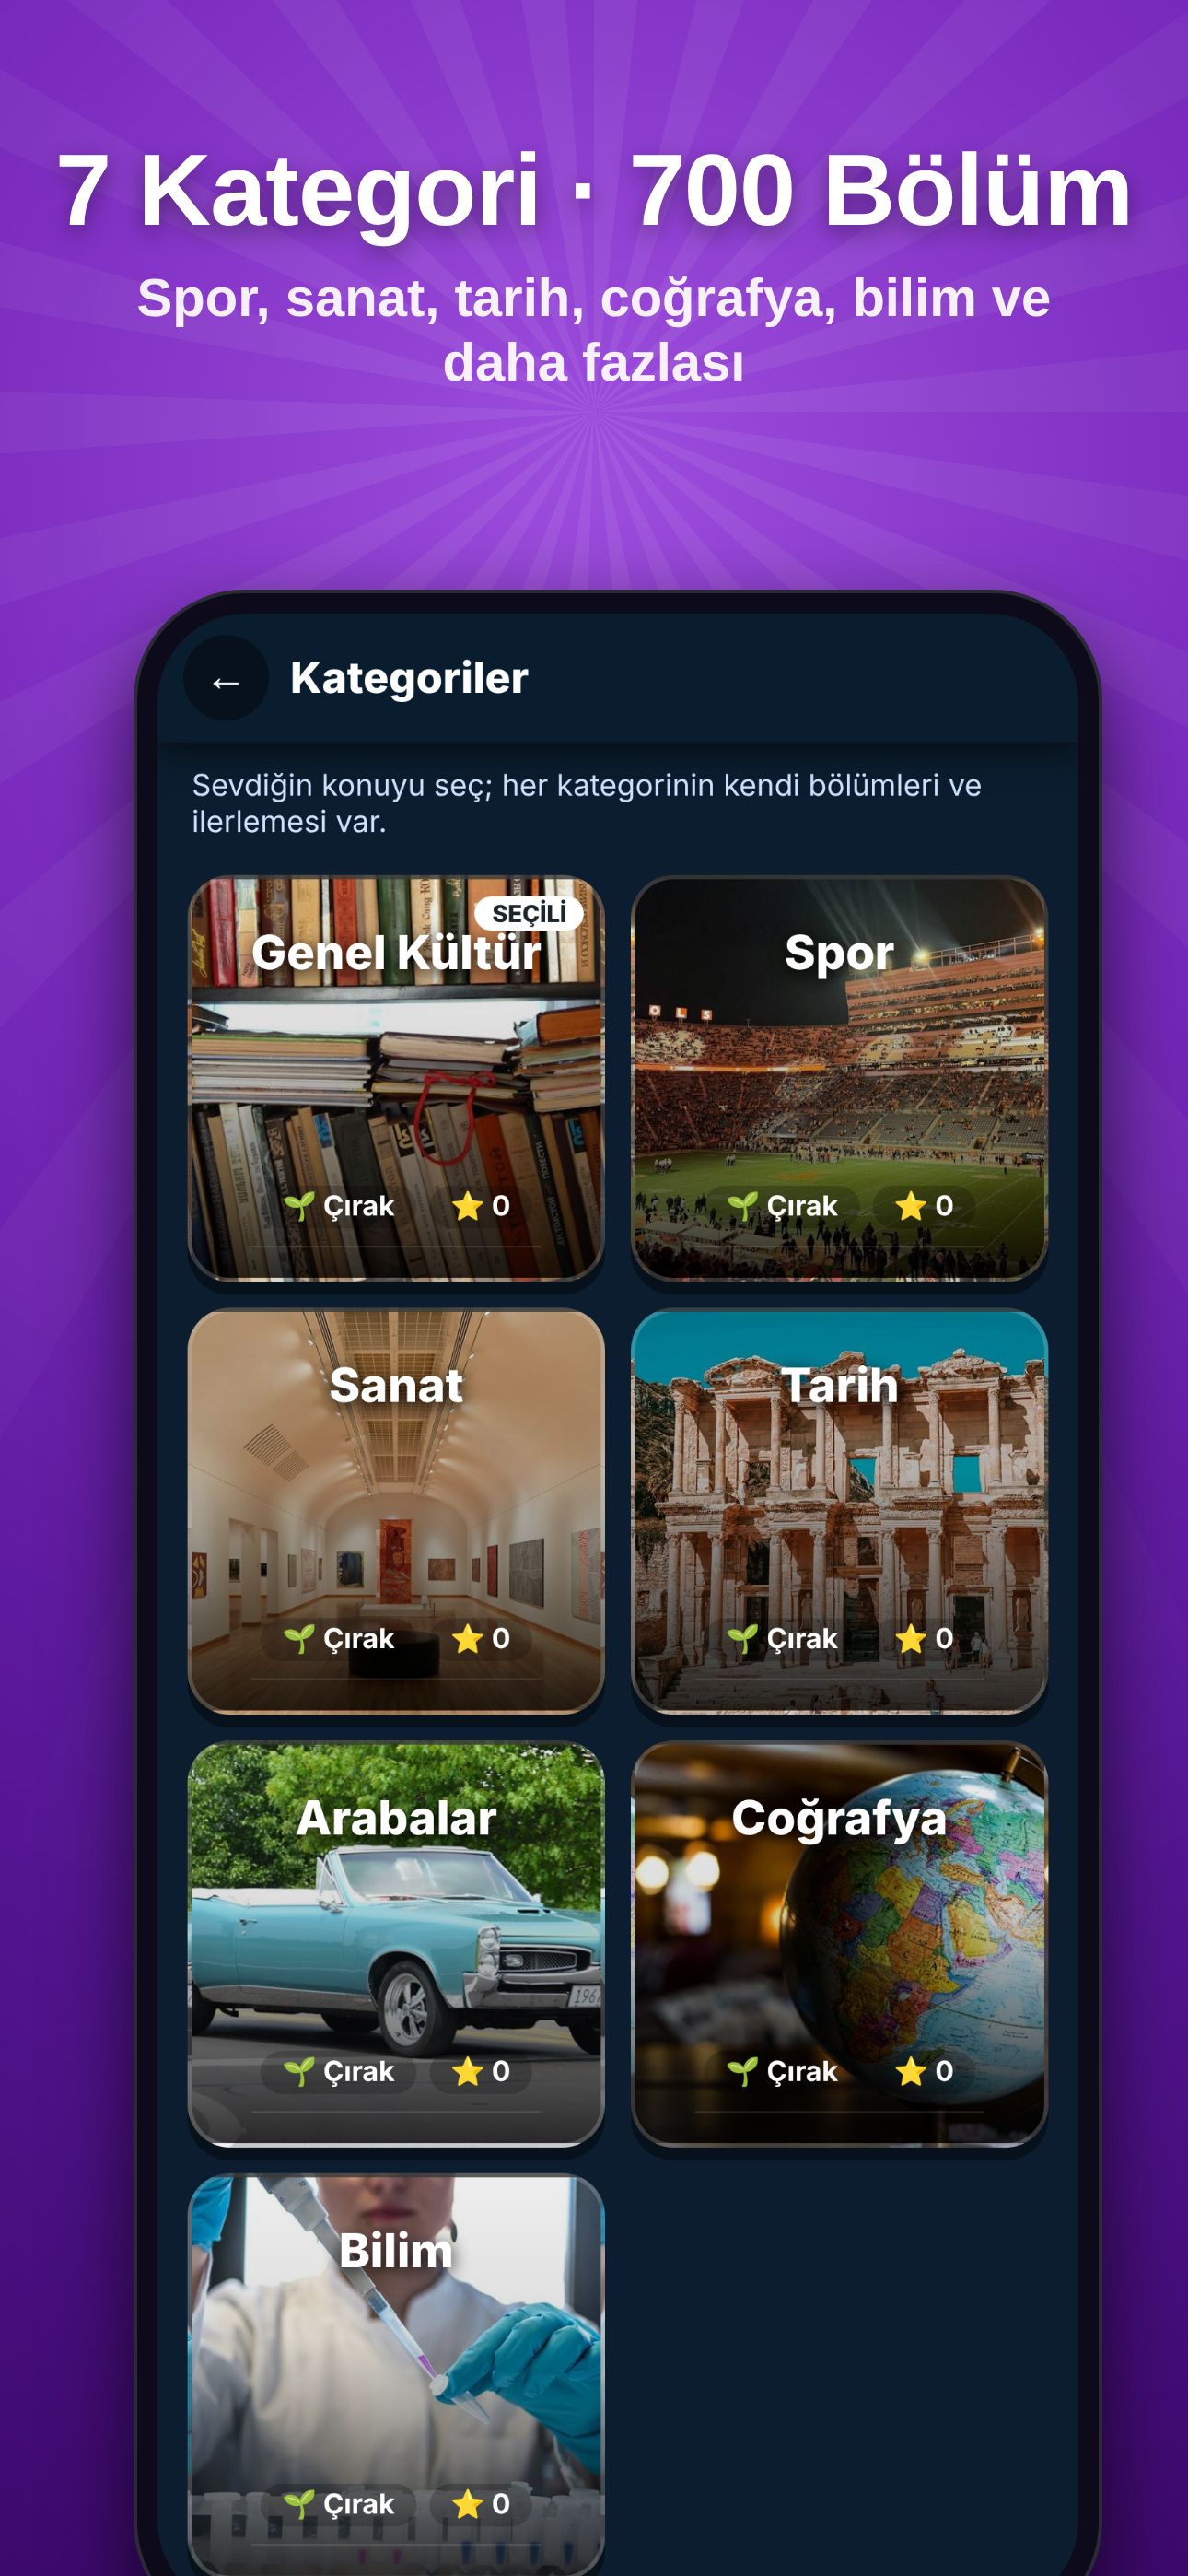 7 Kategori · 700 Bölüm
Spor, sanat, tarih, coğrafya, bilim ve
daha fazlası
←
Kategoriler
Sevdiğin konuyu seç; her kategorinin kendi bölümleri ve
ilerlemesi var.
SEÇİLİ
Genel Kültür
🌱 Çırak ⭐ 0
Spor
O L S
🌱 Çırak ⭐ 0
Sanat
🌱 Çırak ⭐ 0
Tarih
🌱 Çırak ⭐ 0
Arabalar
1967
🌱 Çırak ⭐ 0
Coğrafya
🌱 Çırak ⭐ 0
Bilim
🌱 Çırak ⭐ 0